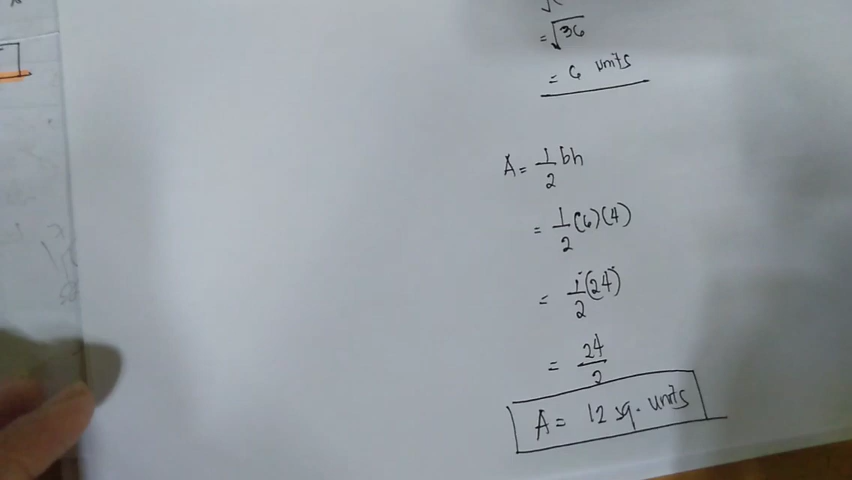 = √36
= 6 units
A = 1/2 bh
= 1/2 (6)(4)
= 1/2 (24)
= 24/2
A = 12 sq. units